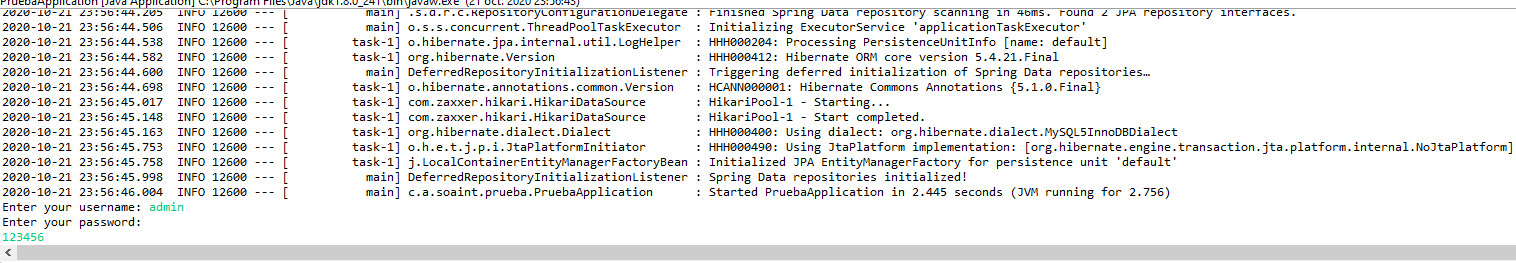 PruebaApplication [Java Application] C:\Program Files\Java\jdk1.8.0_241\bin\javaw.exe (21 oct. 2020 23:56:43)
2020-10-21 23:56:44.205  INFO 12600 --- [           main] .s.d.r.c.RepositoryConfigurationDelegate : Finished Spring Data repository scanning in 46ms. Found 2 JPA repository interfaces.
2020-10-21 23:56:44.506  INFO 12600 --- [           main] o.s.s.concurrent.ThreadPoolTaskExecutor  : Initializing ExecutorService 'applicationTaskExecutor'
2020-10-21 23:56:44.538  INFO 12600 --- [         task-1] o.hibernate.jpa.internal.util.LogHelper  : HHH000204: Processing PersistenceUnitInfo [name: default]
2020-10-21 23:56:44.582  INFO 12600 --- [         task-1] org.hibernate.Version                    : HHH000412: Hibernate ORM core version 5.4.21.Final
2020-10-21 23:56:44.600  INFO 12600 --- [           main] DeferredRepositoryInitializationListener : Triggering deferred initialization of Spring Data repositories…
2020-10-21 23:56:44.698  INFO 12600 --- [         task-1] o.hibernate.annotations.common.Version   : HCANN000001: Hibernate Commons Annotations {5.1.0.Final}
2020-10-21 23:56:45.017  INFO 12600 --- [         task-1] com.zaxxer.hikari.HikariDataSource       : HikariPool-1 - Starting...
2020-10-21 23:56:45.148  INFO 12600 --- [         task-1] com.zaxxer.hikari.HikariDataSource       : HikariPool-1 - Start completed.
2020-10-21 23:56:45.163  INFO 12600 --- [         task-1] org.hibernate.dialect.Dialect            : HHH000400: Using dialect: org.hibernate.dialect.MySQL5InnoDBDialect
2020-10-21 23:56:45.753  INFO 12600 --- [         task-1] o.h.e.t.j.p.i.JtaPlatformInitiator       : HHH000490: Using JtaPlatform implementation: [org.hibernate.engine.transaction.jta.platform.internal.NoJtaPlatform]
2020-10-21 23:56:45.758  INFO 12600 --- [         task-1] j.LocalContainerEntityManagerFactoryBean : Initialized JPA EntityManagerFactory for persistence unit 'default'
2020-10-21 23:56:45.998  INFO 12600 --- [           main] DeferredRepositoryInitializationListener : Spring Data repositories initialized!
2020-10-21 23:56:46.004  INFO 12600 --- [           main] c.a.soaint.prueba.PruebaApplication      : Started PruebaApplication in 2.445 seconds (JVM running for 2.756)
Enter your username: admin
Enter your password:
123456